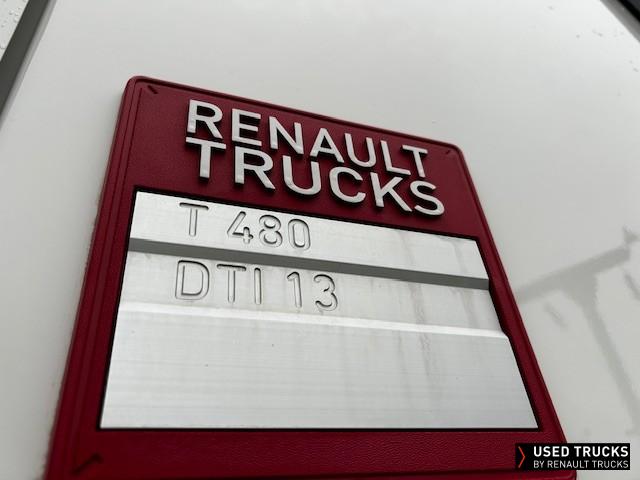 RENAULT
TRUCKS
T 480
DTI 13
USED TRUCKS
BY RENAULT TRUCKS